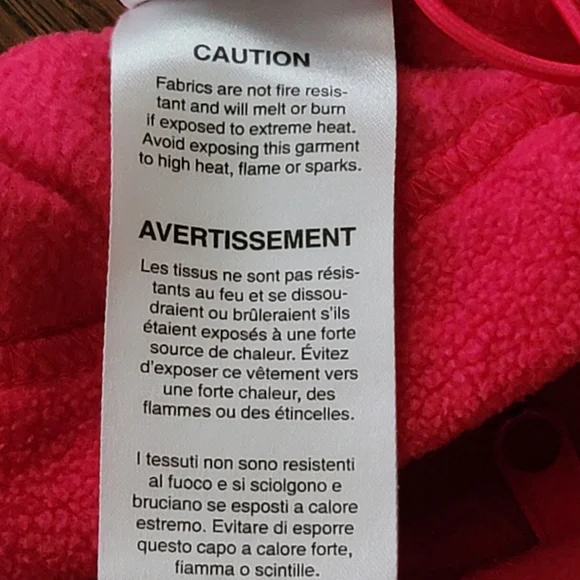 CAUTION
Fabrics are not fire resis-
tant and will melt or burn
if exposed to extreme heat.
Avoid exposing this garment
to high heat, flame or sparks.
AVERTISSEMENT
Les tissus ne sont pas résis-
tants au feu et se dissou-
draient ou brûleraient s'ils
étaient exposés à une forte
source de chaleur. Évitez
d'exposer ce vêtement vers
une forte chaleur, des
flammes ou des étincelles.
I tessuti non sono resistenti
al fuoco e si sciolgono e
bruciano se esposti a calore
estremo. Evitare di esporre
questo capo a calore forte,
fiamma o scintille.